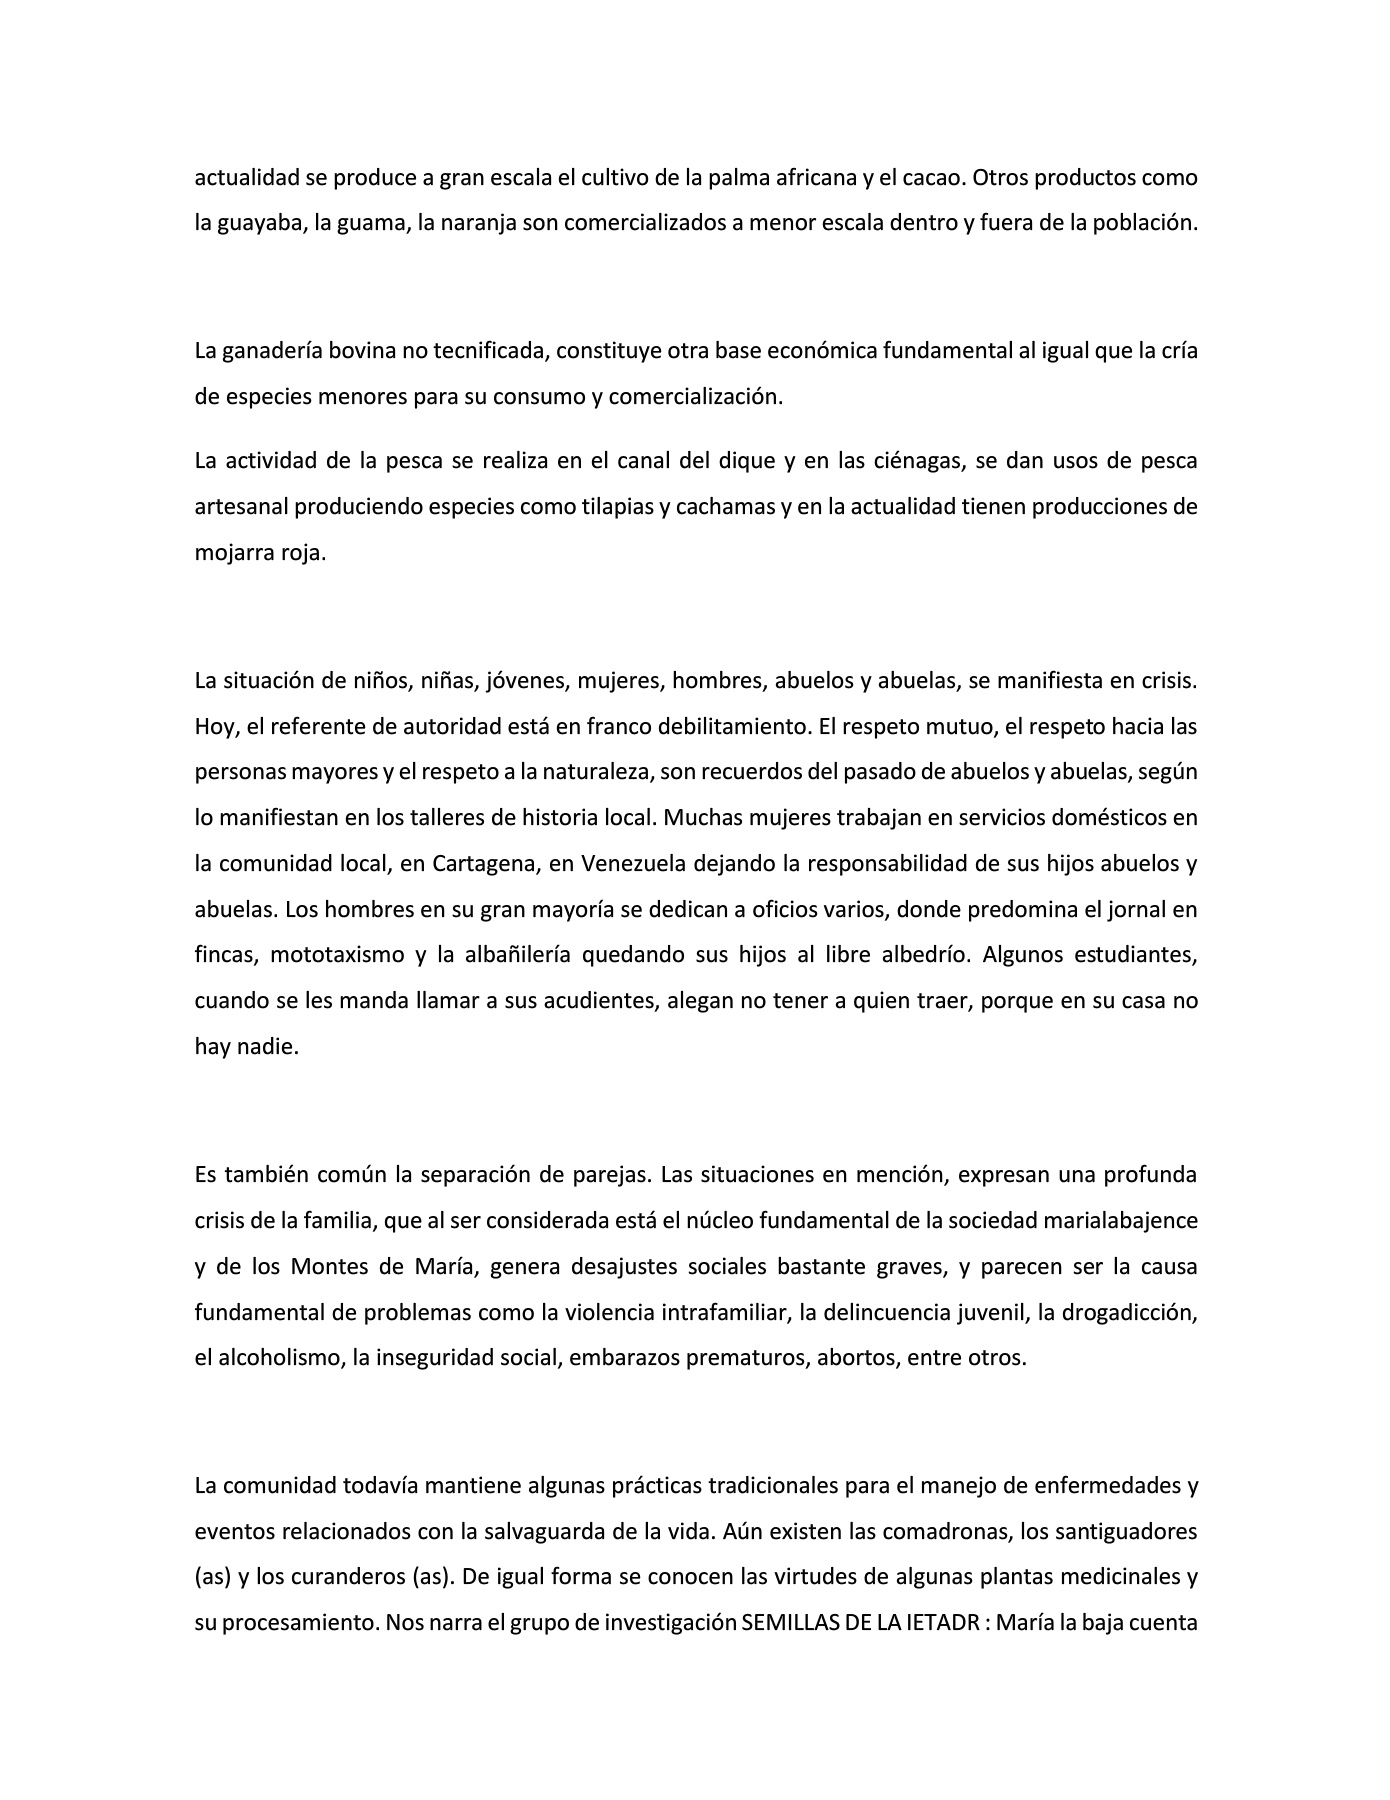 actualidad se produce a gran escala el cultivo de la palma africana y el cacao. Otros productos como
la guayaba, la guama, la naranja son comercializados a menor escala dentro y fuera de la población.
La ganadería bovina no tecnificada, constituye otra base económica fundamental al igual que la cría
de especies menores para su consumo y comercialización.
La actividad de la pesca se realiza en el canal del dique y en las ciénagas, se dan usos de pesca
artesanal produciendo especies como tilapias y cachamas y en la actualidad tienen producciones de
mojarra roja.
La situación de niños, niñas, jóvenes, mujeres, hombres, abuelos y abuelas, se manifiesta en crisis.
Hoy, el referente de autoridad está en franco debilitamiento. El respeto mutuo, el respeto hacia las
personas mayores y el respeto a la naturaleza, son recuerdos del pasado de abuelos y abuelas, según
lo manifiestan en los talleres de historia local. Muchas mujeres trabajan en servicios domésticos en
la comunidad local, en Cartagena, en Venezuela dejando la responsabilidad de sus hijos abuelos y
abuelas. Los hombres en su gran mayoría se dedican a oficios varios, donde predomina el jornal en
fincas, mototaxismo y la albañilería quedando sus hijos al libre albedrío. Algunos estudiantes,
cuando se les manda llamar a sus acudientes, alegan no tener a quien traer, porque en su casa no
hay nadie.
Es también común la separación de parejas. Las situaciones en mención, expresan una profunda
crisis de la familia, que al ser considerada está el núcleo fundamental de la sociedad marialabajence
y de los Montes de María, genera desajustes sociales bastante graves, y parecen ser la causa
fundamental de problemas como la violencia intrafamiliar, la delincuencia juvenil, la drogadicción,
el alcoholismo, la inseguridad social, embarazos prematuros, abortos, entre otros.
La comunidad todavía mantiene algunas prácticas tradicionales para el manejo de enfermedades y
eventos relacionados con la salvaguarda de la vida. Aún existen las comadronas, los santiguadores
(as) y los curanderos (as). De igual forma se conocen las virtudes de algunas plantas medicinales y
su procesamiento. Nos narra el grupo de investigación SEMILLAS DE LA IETADR : María la baja cuenta